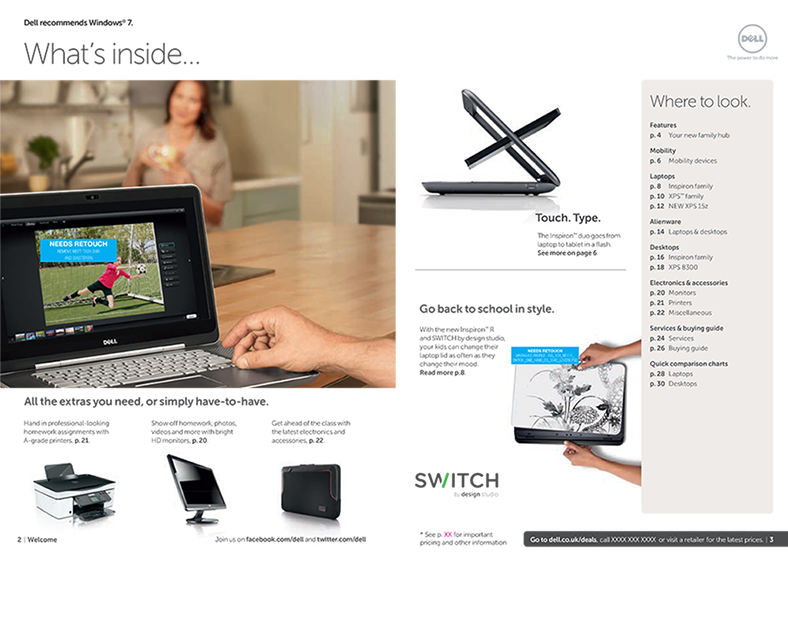 Dell recommends Windows® 7.
What's inside...
DELL
The power to do more
NEEDS RETOUCH
DELL
All the extras you need, or simply have-to-have.
Hand in professional-looking
homework assignments with
A-grade printers, p. 21.
Show off homework, photos,
videos and more with bright
HD monitors, p. 20.
Get ahead of the class with
the latest electronics and
accessories, p. 22.
2 | Welcome
Join us on facebook.com/dell and twitter.com/dell
Touch. Type.
The Inspiron™ duo goes from
laptop to tablet in a flash.
See more on page 6.
Go back to school in style.
With the new Inspiron™ R
and SWITCH by design studio,
your kids can change their
laptop lid as often as they
change their mood.
Read more p.8.
NEEDS RETOUCH
SWITCH
by design studio
* See p. XX for important
pricing and other information
Where to look.
Features
p. 4 Your new family hub
Mobility
p. 6 Mobility devices
Laptops
p. 8 Inspiron family
p. 10 XPS™ family
p. 12 NEW XPS 15z
Alienware
p. 14 Laptops & desktops
Desktops
p. 16 Inspiron family
p. 18 XPS 8300
Electronics & accessories
p. 20 Monitors
p. 21 Printers
p. 22 Miscellaneous
Services & buying guide
p. 24 Services
p. 26 Buying guide
Quick comparison charts
p. 28 Laptops
p. 30 Desktops
Go to dell.co.uk/deals, call XXXX XXX XXXX or visit a retailer for the latest prices. | 3